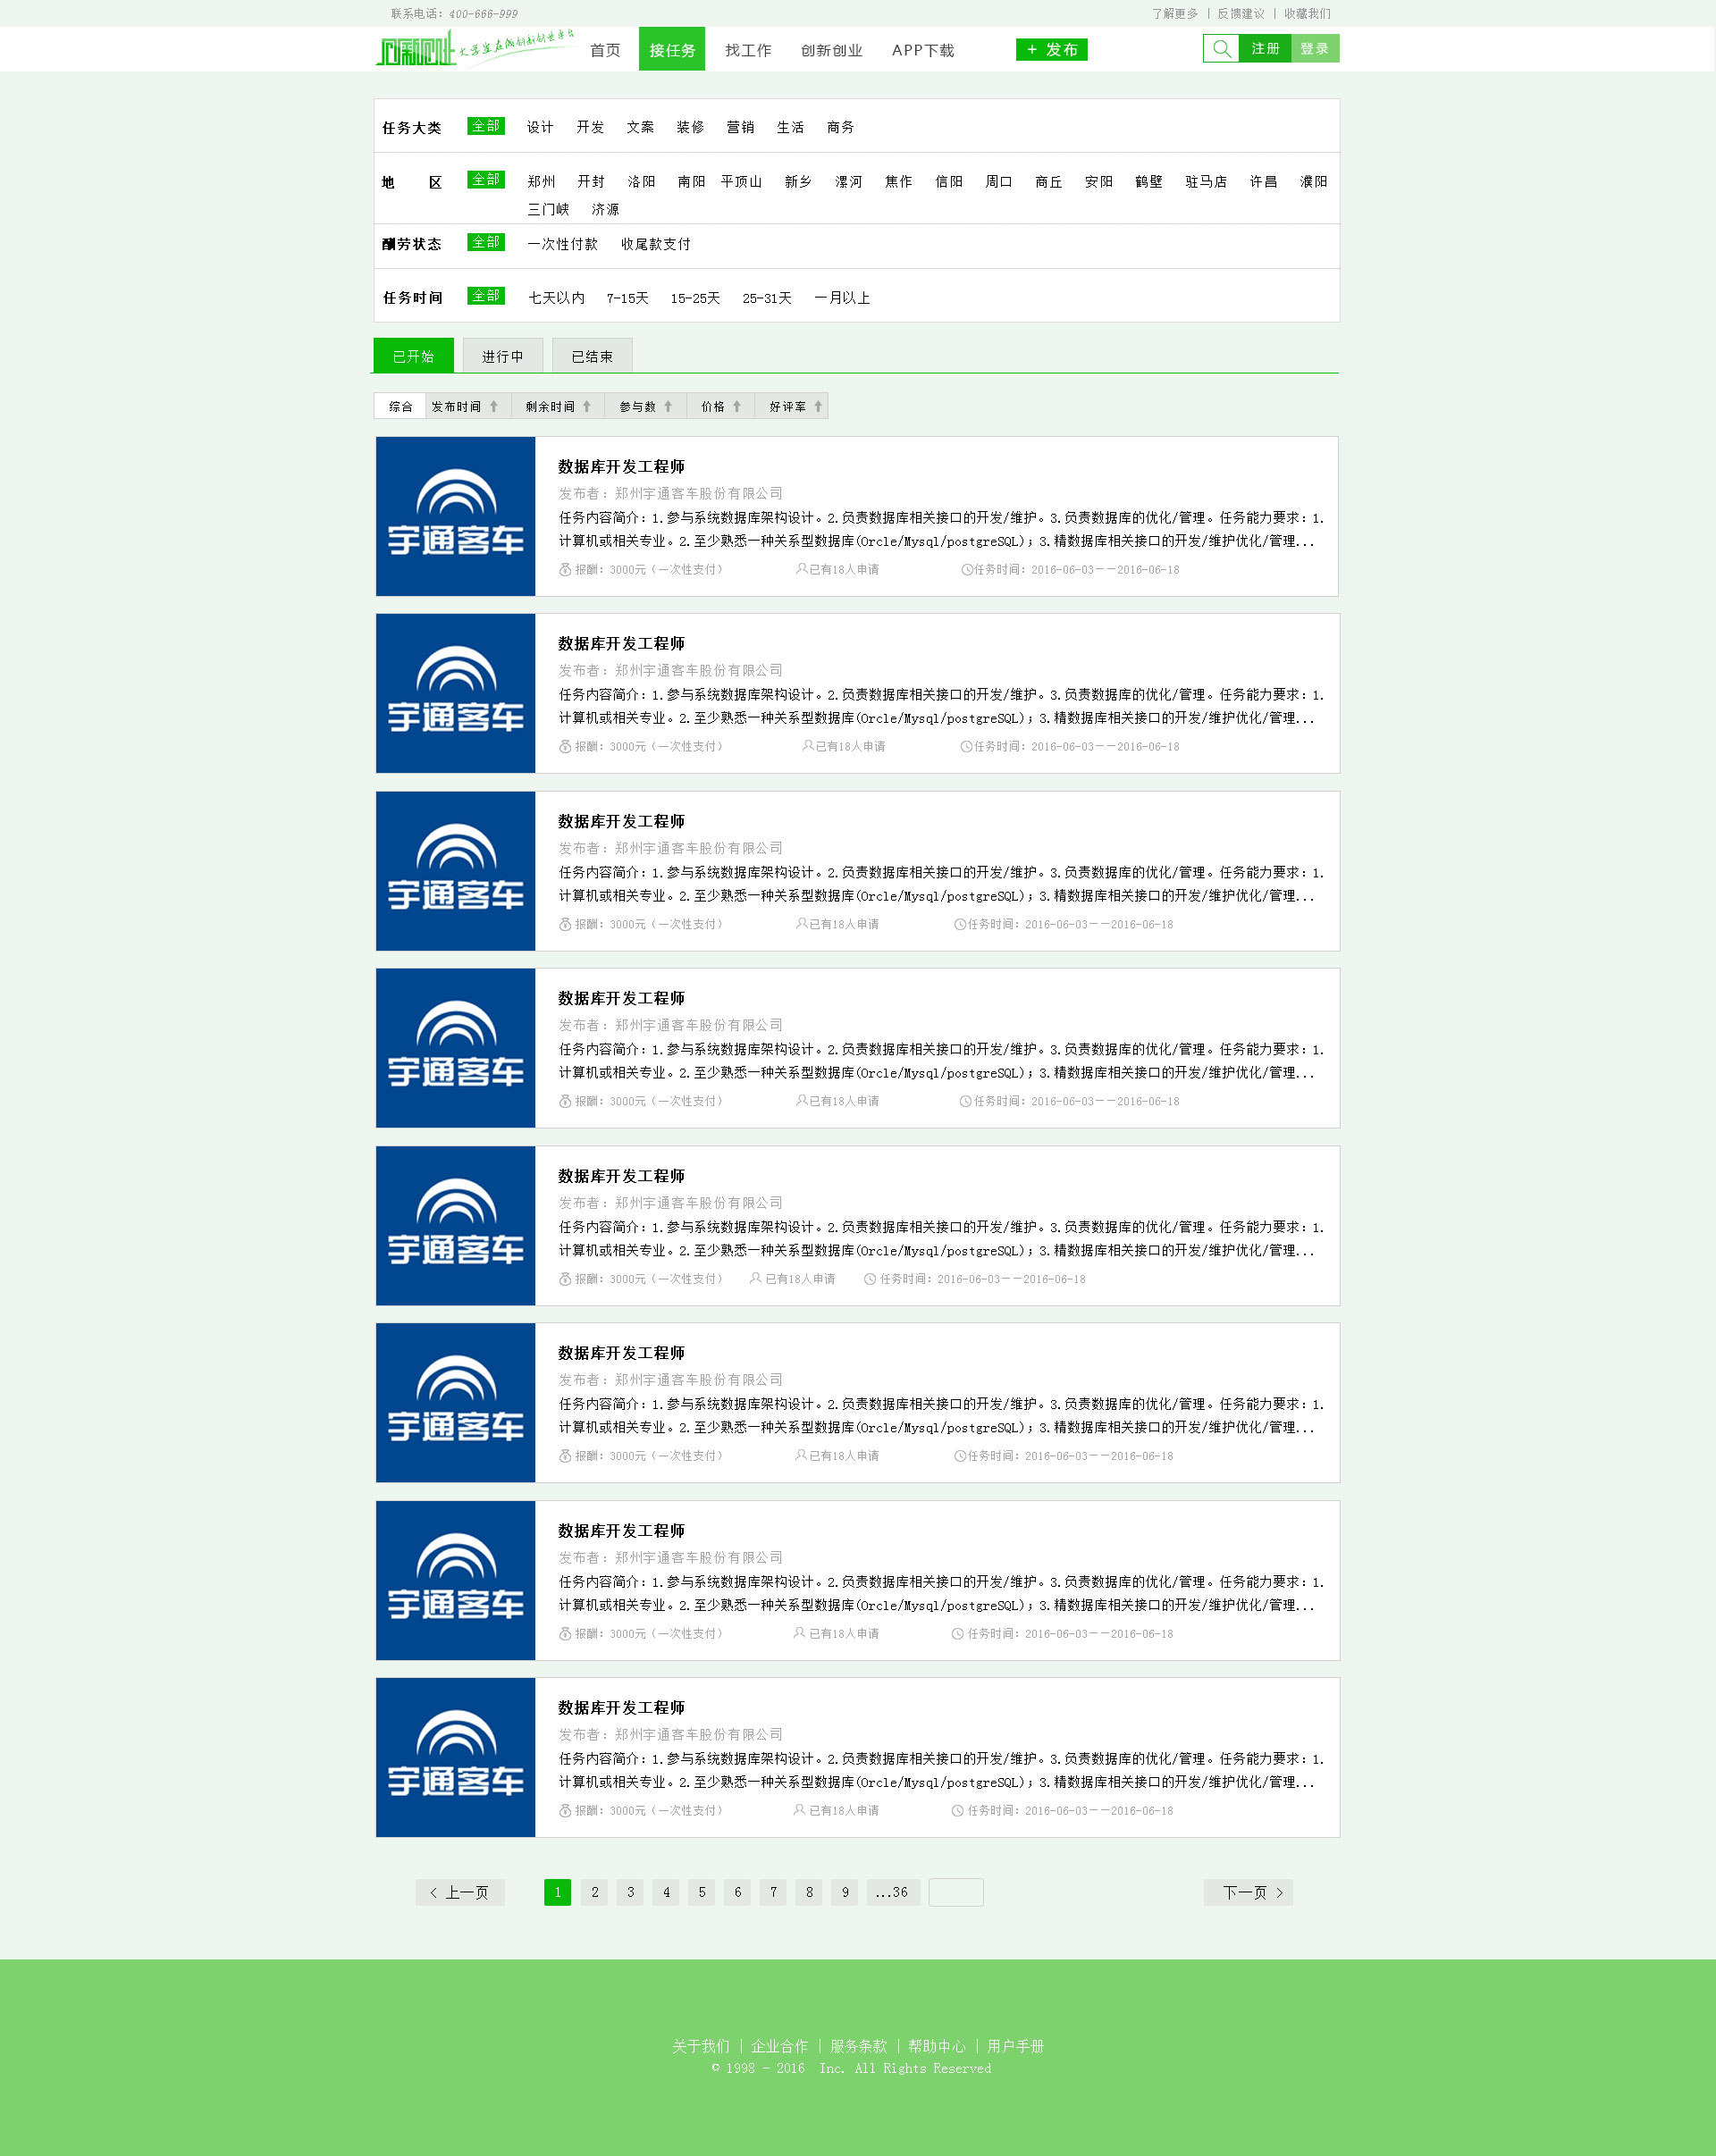 联系电话：400-666-999 了解更多 | 反馈建议 | 收藏我们
首页 接任务 找工作 创新创业 APP下载 + 发布 注册 登录
任务大类 全部 设计 开发 文案 装修 营销 生活 商务
地 区 全部 郑州 开封 洛阳 南阳 平顶山 新乡 漯河 焦作 信阳 周口 商丘 安阳 鹤壁 驻马店 许昌 濮阳
三门峡 济源
酬劳状态 全部 一次性付款 收尾款支付
任务时间 全部 七天以内 7-15天 15-25天 25-31天 一月以上
已开始 进行中 已结束
综合 发布时间 剩余时间 参与数 价格 好评率
宇通客车
数据库开发工程师
发布者：郑州宇通客车股份有限公司
任务内容简介：1.参与系统数据库架构设计。2.负责数据库相关接口的开发/维护。3.负责数据库的优化/管理。任务能力要求：1.
计算机或相关专业。2.至少熟悉一种关系型数据库(Orcle/Mysql/postgreSQL)；3.精数据库相关接口的开发/维护优化/管理...
报酬：3000元（一次性支付） 已有18人申请 任务时间：2016-06-03——2016-06-18
宇通客车
数据库开发工程师
发布者：郑州宇通客车股份有限公司
任务内容简介：1.参与系统数据库架构设计。2.负责数据库相关接口的开发/维护。3.负责数据库的优化/管理。任务能力要求：1.
计算机或相关专业。2.至少熟悉一种关系型数据库(Orcle/Mysql/postgreSQL)；3.精数据库相关接口的开发/维护优化/管理...
报酬：3000元（一次性支付） 已有18人申请 任务时间：2016-06-03——2016-06-18
宇通客车
数据库开发工程师
发布者：郑州宇通客车股份有限公司
任务内容简介：1.参与系统数据库架构设计。2.负责数据库相关接口的开发/维护。3.负责数据库的优化/管理。任务能力要求：1.
计算机或相关专业。2.至少熟悉一种关系型数据库(Orcle/Mysql/postgreSQL)；3.精数据库相关接口的开发/维护优化/管理...
报酬：3000元（一次性支付） 已有18人申请 任务时间：2016-06-03——2016-06-18
宇通客车
数据库开发工程师
发布者：郑州宇通客车股份有限公司
任务内容简介：1.参与系统数据库架构设计。2.负责数据库相关接口的开发/维护。3.负责数据库的优化/管理。任务能力要求：1.
计算机或相关专业。2.至少熟悉一种关系型数据库(Orcle/Mysql/postgreSQL)；3.精数据库相关接口的开发/维护优化/管理...
报酬：3000元（一次性支付） 已有18人申请 任务时间：2016-06-03——2016-06-18
宇通客车
数据库开发工程师
发布者：郑州宇通客车股份有限公司
任务内容简介：1.参与系统数据库架构设计。2.负责数据库相关接口的开发/维护。3.负责数据库的优化/管理。任务能力要求：1.
计算机或相关专业。2.至少熟悉一种关系型数据库(Orcle/Mysql/postgreSQL)；3.精数据库相关接口的开发/维护优化/管理...
报酬：3000元（一次性支付） 已有18人申请 任务时间：2016-06-03——2016-06-18
宇通客车
数据库开发工程师
发布者：郑州宇通客车股份有限公司
任务内容简介：1.参与系统数据库架构设计。2.负责数据库相关接口的开发/维护。3.负责数据库的优化/管理。任务能力要求：1.
计算机或相关专业。2.至少熟悉一种关系型数据库(Orcle/Mysql/postgreSQL)；3.精数据库相关接口的开发/维护优化/管理...
报酬：3000元（一次性支付） 已有18人申请 任务时间：2016-06-03——2016-06-18
宇通客车
数据库开发工程师
发布者：郑州宇通客车股份有限公司
任务内容简介：1.参与系统数据库架构设计。2.负责数据库相关接口的开发/维护。3.负责数据库的优化/管理。任务能力要求：1.
计算机或相关专业。2.至少熟悉一种关系型数据库(Orcle/Mysql/postgreSQL)；3.精数据库相关接口的开发/维护优化/管理...
报酬：3000元（一次性支付） 已有18人申请 任务时间：2016-06-03——2016-06-18
宇通客车
数据库开发工程师
发布者：郑州宇通客车股份有限公司
任务内容简介：1.参与系统数据库架构设计。2.负责数据库相关接口的开发/维护。3.负责数据库的优化/管理。任务能力要求：1.
计算机或相关专业。2.至少熟悉一种关系型数据库(Orcle/Mysql/postgreSQL)；3.精数据库相关接口的开发/维护优化/管理...
报酬：3000元（一次性支付） 已有18人申请 任务时间：2016-06-03——2016-06-18
上一页 1 2 3 4 5 6 7 8 9 ...36 下一页
关于我们 | 企业合作 | 服务条款 | 帮助中心 | 用户手册
© 1998 - 2016 Inc. All Rights Reserved